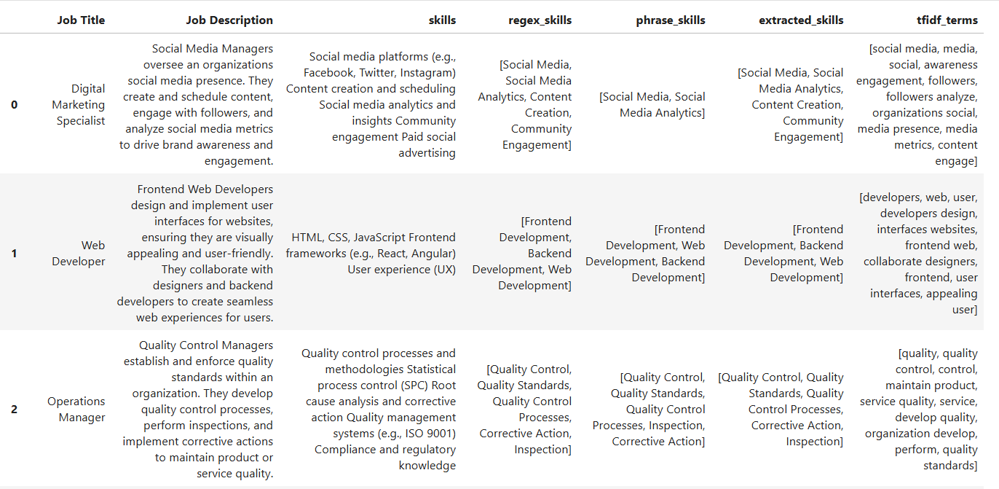 Job Title
Job Description
skills
regex_skills
phrase_skills
extracted_skills
tfidf_terms
0
Digital
Marketing
Specialist
Social Media Managers
oversee an organizations
social media presence. They
create and schedule content,
engage with followers, and
analyze social media metrics
to drive brand awareness and
engagement.
Social media platforms (e.g.,
Facebook, Twitter, Instagram)
Content creation and scheduling
Social media analytics and
insights Community
engagement Paid social
advertising
[Social Media,
Social Media
Analytics, Content
Creation,
Community
Engagement]
[Social Media, Social
Media Analytics]
[Social Media, Social
Media Analytics,
Content Creation,
Community
Engagement]
[social media, media,
social, awareness
engagement, followers,
followers analyze,
organizations social,
media presence, media
metrics, content
engage]
1
Web
Developer
Frontend Web Developers
design and implement user
interfaces for websites,
ensuring they are visually
appealing and user-friendly.
They collaborate with
designers and backend
developers to create seamless
web experiences for users.
HTML, CSS, JavaScript Frontend
frameworks (e.g., React, Angular)
User experience (UX)
[Frontend
Development,
Backend
Development, Web
Development]
[Frontend
Development, Web
Development, Backend
Development]
[Frontend
Development, Backend
Development, Web
Development]
[developers, web, user,
developers design,
interfaces websites,
frontend web,
collaborate designers,
frontend, user
interfaces, appealing
user]
2
Operations
Manager
Quality Control Managers
establish and enforce quality
standards within an
organization. They develop
quality control processes,
perform inspections, and
implement corrective actions
to maintain product or
service quality.
Quality control processes and
methodologies Statistical
process control (SPC) Root
cause analysis and corrective
action Quality management
systems (e.g., ISO 9001)
Compliance and regulatory
knowledge
[Quality Control,
Quality Standards,
Quality Control
Processes,
Corrective Action,
Inspection]
[Quality Control,
Quality Standards,
Quality Control
Processes, Inspection,
Corrective Action]
[Quality Control, Quality
Standards, Quality
Control Processes,
Corrective Action,
Inspection]
[quality, quality
control, control,
maintain product,
service quality, service,
develop quality,
organization develop,
perform, quality
standards]